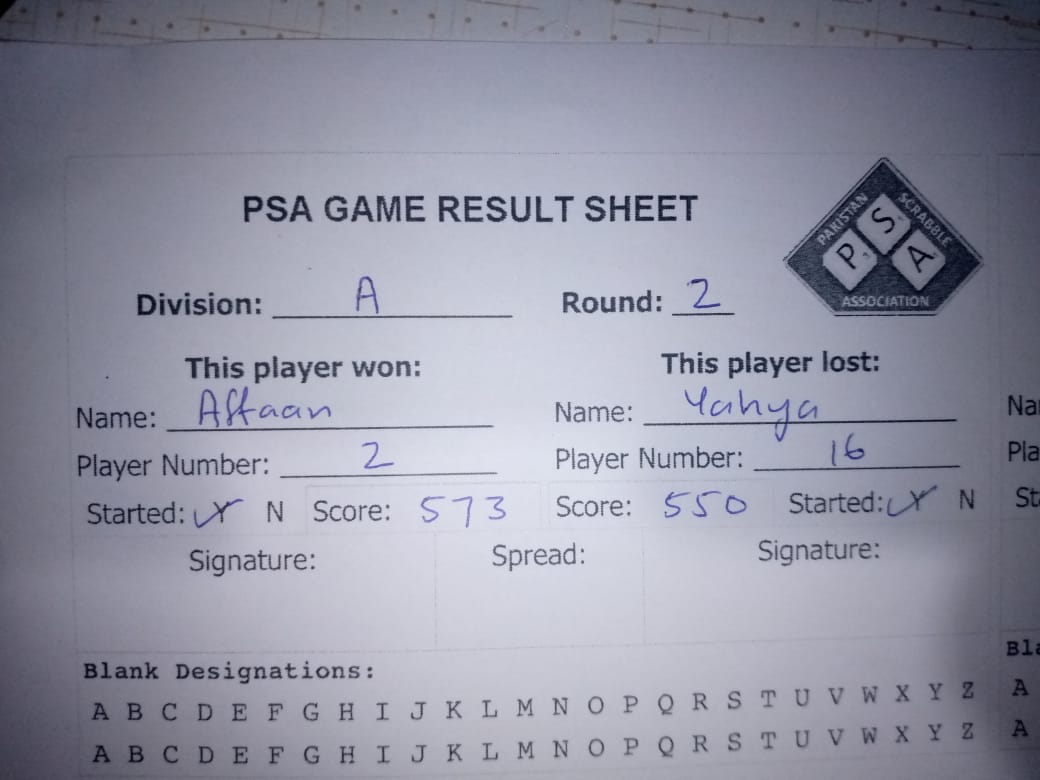 PSA GAME RESULT SHEET
PAKISTAN SCRABBLE
P S A
ASSOCIATION
Division: A Round: 2
This player won: This player lost:
Name: Affaan Name: Yahya
Player Number: 2 Player Number: 16
Started: Y N Score: 573 Score: 550 Started: Y N
Signature: Spread: Signature:
Blank Designations:
A B C D E F G H I J K L M N O P Q R S T U V W X Y Z
A B C D E F G H I J K L M N O P Q R S T U V W X Y Z
Na
Pla
St
Bla
A
A